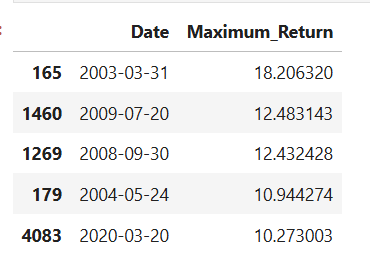 Date Maximum_Return
165 2003-03-31 18.206320
1460 2009-07-20 12.483143
1269 2008-09-30 12.432428
179 2004-05-24 10.944274
4083 2020-03-20 10.273003